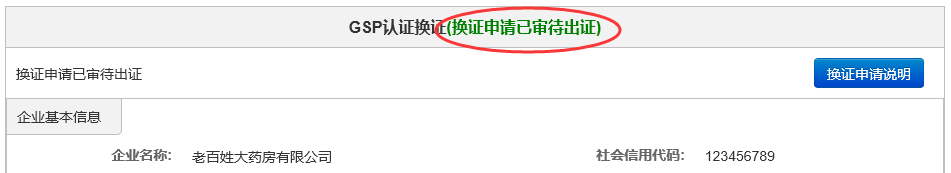 GSP认证换证(换证申请已审待出证)
换证申请已审待出证 换证申请说明
企业基本信息
企业名称: 老百姓大药房有限公司 社会信用代码: 123456789